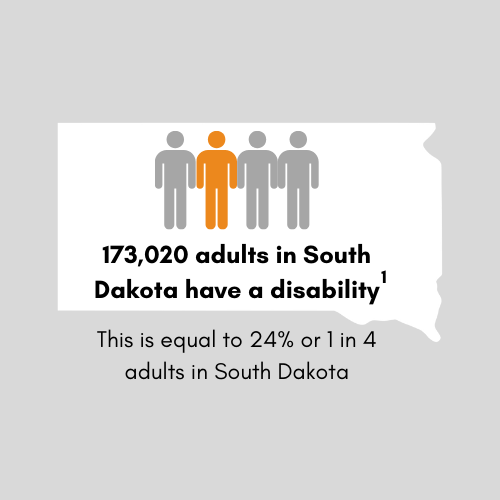 173,020 adults in South
Dakota have a disability¹
This is equal to 24% or 1 in 4
adults in South Dakota